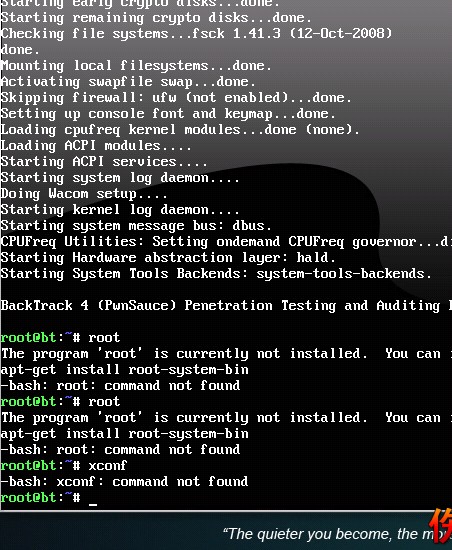 Starting early crypto disks...done.
Starting remaining crypto disks...done.
Checking file systems...fsck 1.41.3 (12-Oct-2008)
done.
Mounting local filesystems...done.
Activating swapfile swap...done.
Skipping firewall: ufw (not enabled)...done.
Setting up console font and keymap...done.
Loading cpufreq kernel modules...done (none).
Loading ACPI modules....
Starting ACPI services....
Starting system log daemon....
Doing Wacom setup....
Starting kernel log daemon....
Starting system message bus: dbus.
CPUFreq Utilities: Setting ondemand CPUFreq governor...d
Starting Hardware abstraction layer: hald.
Starting System Tools Backends: system-tools-backends.
BackTrack 4 (PwnSauce) Penetration Testing and Auditing
root@bt:~# root
The program 'root' is currently not installed.  You can
apt-get install root-system-bin
-bash: root: command not found
root@bt:~# root
The program 'root' is currently not installed.  You can
apt-get install root-system-bin
-bash: root: command not found
root@bt:~# xconf
-bash: xconf: command not found
root@bt:~# _
“The quieter you become, the